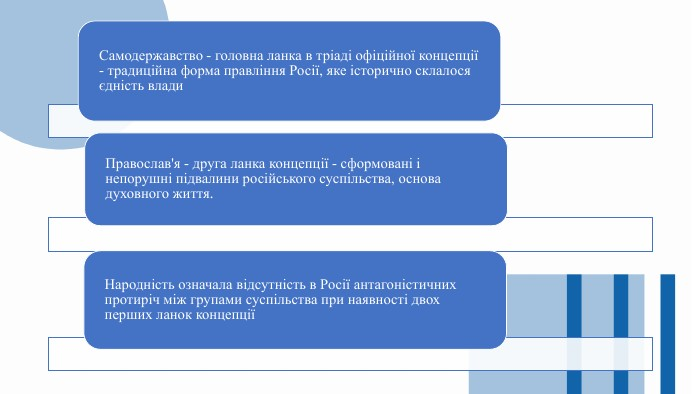 Самодержавство - головна ланка в тріаді офіційної концепції
- традиційна форма правління Росії, яке історично склалося
єдність влади
Православ'я - друга ланка концепції - сформовані і
непорушні підвалини російського суспільства, основа
духовного життя.
Народність означала відсутність в Росії антагоністичних
протиріч між групами суспільства при наявності двох
перших ланок концепції